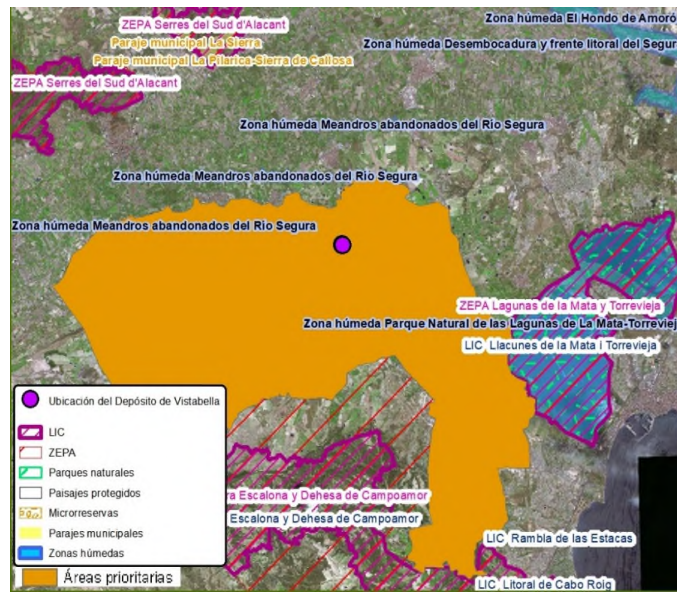 Zona húmeda El Hondo de Amoró
ZEPA Serres del Sud d'Alacant
Paraje municipal La Sierra
Zona húmeda Desembocadura y frente litoral del Segur
Paraje municipal La Pilarica-Sierra de Callosa
ZEPA Serres del Sud d'Alacant
Zona húmeda Meandros abandonados del Rio Segura
Zona húmeda Meandros abandonados del Rio Segura
Zona húmeda Meandros abandonados del Rio Segura
ZEPA Lagunas de la Mata y Torrevieja
Zona húmeda Parque Natural de las Lagunas de La Mata-Torreviej
LIC Llacunes de la Mata i Torrevieja
Ubicación del Depósito de Vistabella
LIC
ZEPA
Parques naturales
Paisajes protegidos
Microrreservas
Parajes municipales
Zonas húmedas
Áreas prioritarias
ra Escalona y Dehesa de Campoamor
Escalona y Dehesa de Campoamor
LIC Rambla de las Estacas
LIC Litoral de Cabo Roig